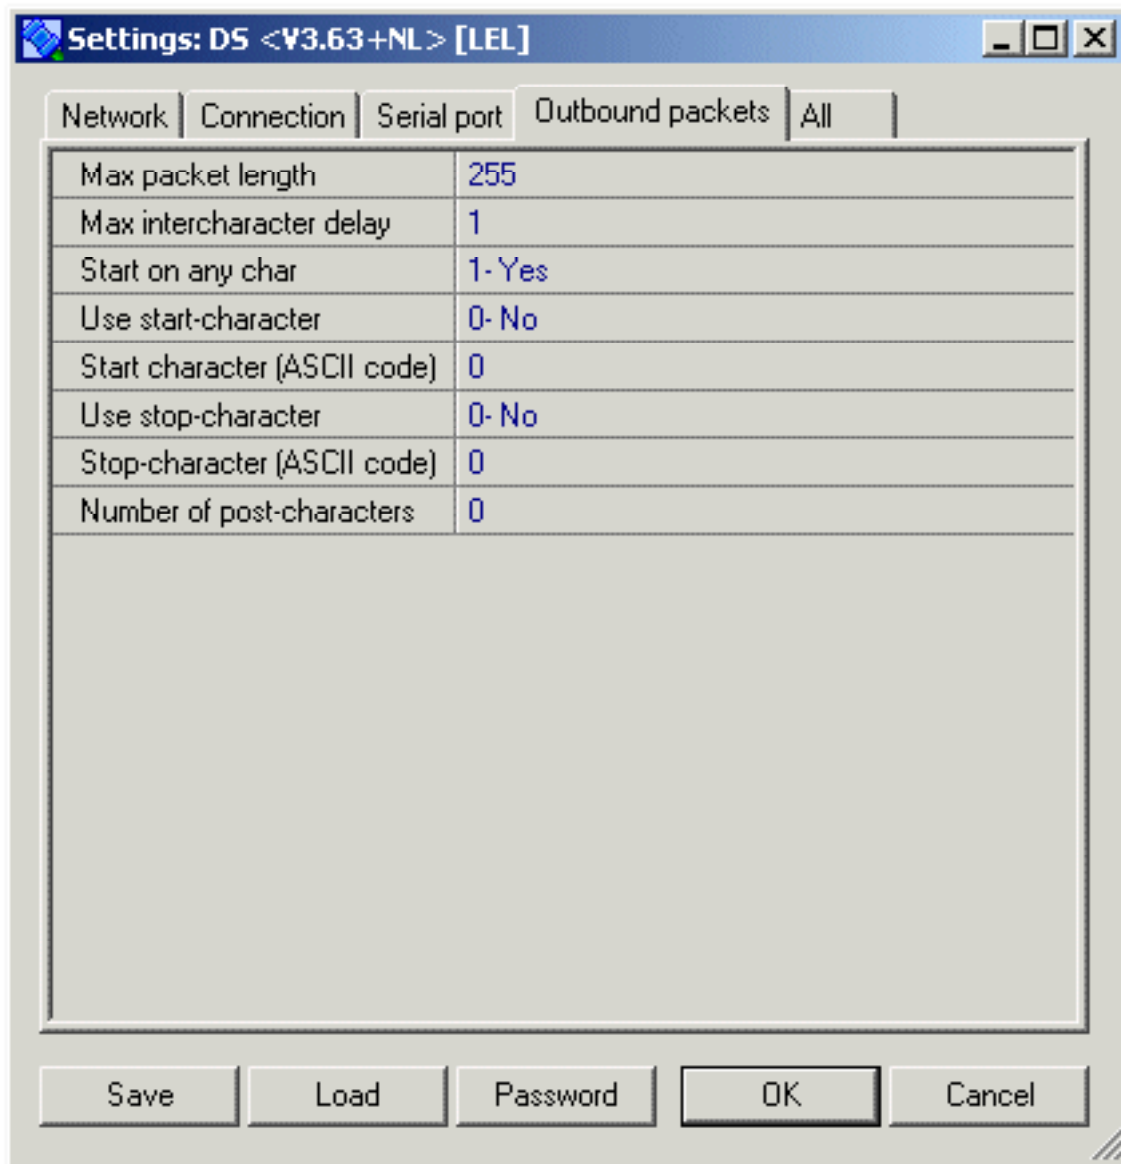 Settings: DS <V3.63+NL> [LEL]
Network Connection Serial port Outbound packets All
Max packet length 255
Max intercharacter delay 1
Start on any char 1- Yes
Use start-character 0- No
Start character (ASCII code) 0
Use stop-character 0- No
Stop-character (ASCII code) 0
Number of post-characters 0
Save Load Password OK Cancel